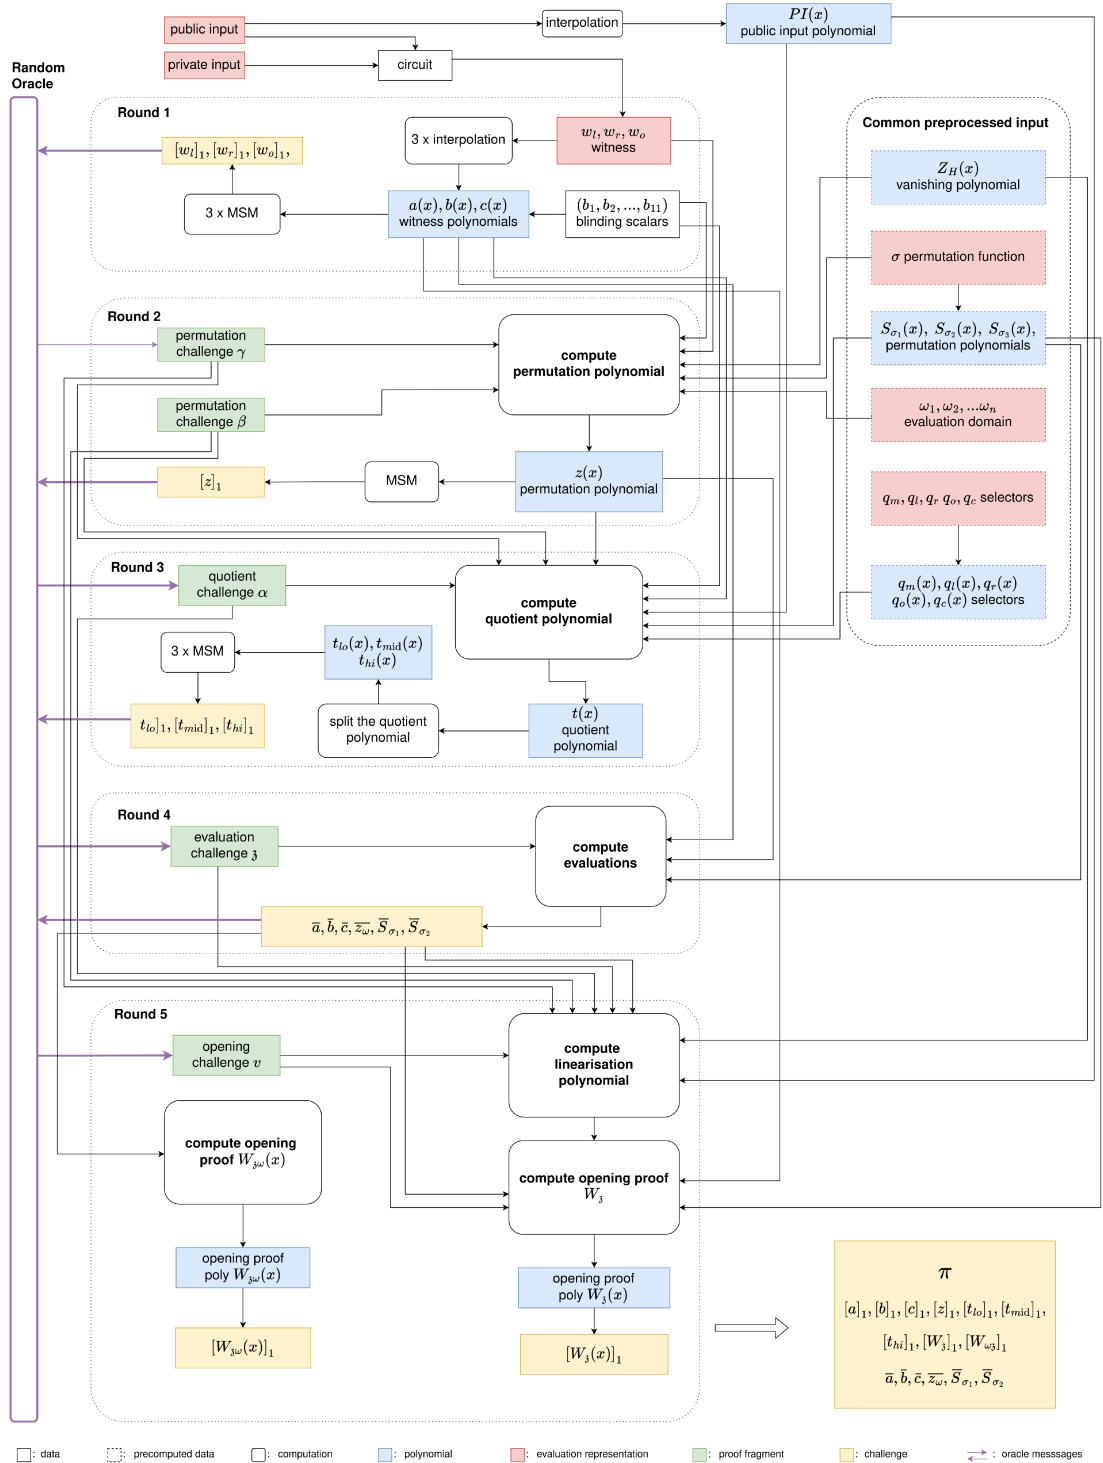 public input
interpolation
PI(x)
public input polynomial
private input
circuit
Random
Oracle
Round 1
3 x interpolation
w_l, w_r, w_o
witness
[w_l]_1, [w_r]_1, [w_o]_1,
3 x MSM
a(x), b(x), c(x)
witness polynomials
(b_1, b_2, ..., b_11)
blinding scalars
Common preprocessed input
Z_H(x)
vanishing polynomial
σ permutation function
S_σ1(x), S_σ2(x), S_σ3(x),
permutation polynomials
ω_1, ω_2, ...ω_n
evaluation domain
q_m, q_l, q_r q_o, q_c selectors
q_m(x), q_l(x), q_r(x)
q_o(x), q_c(x) selectors
Round 2
permutation
challenge γ
compute
permutation polynomial
permutation
challenge β
[z]_1
MSM
z(x)
permutation polynomial
Round 3
quotient
challenge α
compute
quotient polynomial
3 x MSM
t_lo(x), t_mid(x)
t_hi(x)
t_lo]_1, [t_mid]_1, [t_hi]_1
split the quotient
polynomial
t(x)
quotient
polynomial
Round 4
evaluation
challenge 𝔷
compute
evaluations
a̅, b̅, c̅, z̅_ω̅, S̅_σ1, S̅_σ2
Round 5
opening
challenge v
compute
linearisation
polynomial
compute opening
proof W_𝔷ω(x)
compute opening proof
W_𝔷
opening proof
poly W_𝔷ω(x)
opening proof
poly W_𝔷(x)
[W_𝔷ω(x)]_1
[W_𝔷(x)]_1
π
[a]_1, [b]_1, [c]_1, [z]_1, [t_lo]_1, [t_mid]_1,
[t_hi]_1, [W_𝔷]_1, [W_ω𝔷]_1
a̅, b̅, c̅, z̅_ω̅, S̅_σ1, S̅_σ2
: data
: precomputed data
: computation
: polynomial
: evaluation representation
: proof fragment
: challenge
: oracle messsages